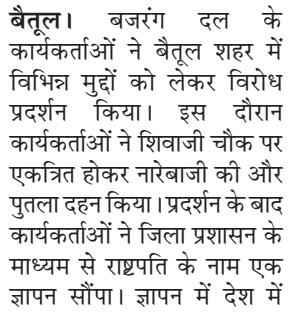 बैतूल। बजरंग दल के
कार्यकर्ताओं ने बैतूल शहर में
विभिन्न मुद्दों को लेकर विरोध
प्रदर्शन किया। इस दौरान
कार्यकर्ताओं ने शिवाजी चौक पर
एकत्रित होकर नारेबाजी की और
पुतला दहन किया। प्रदर्शन के बाद
कार्यकर्ताओं ने जिला प्रशासन के
माध्यम से राष्ट्रपति के नाम एक
ज्ञापन सौंपा। ज्ञापन में देश में